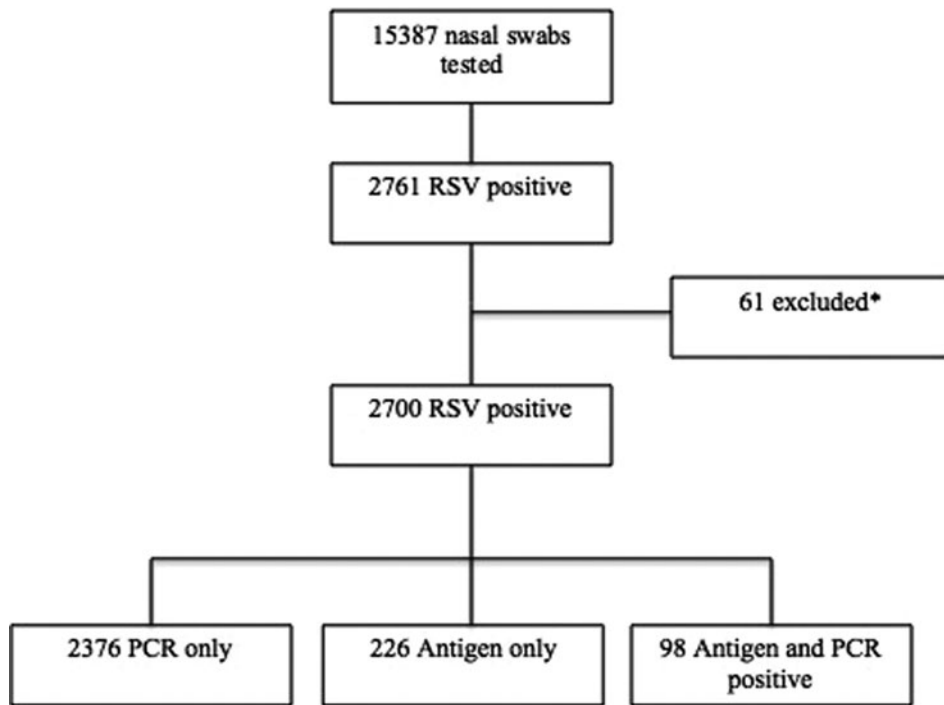 15387 nasal swabs
tested
2761 RSV positive
61 excluded*
2700 RSV positive
2376 PCR only
226 Antigen only
98 Antigen and PCR
positive